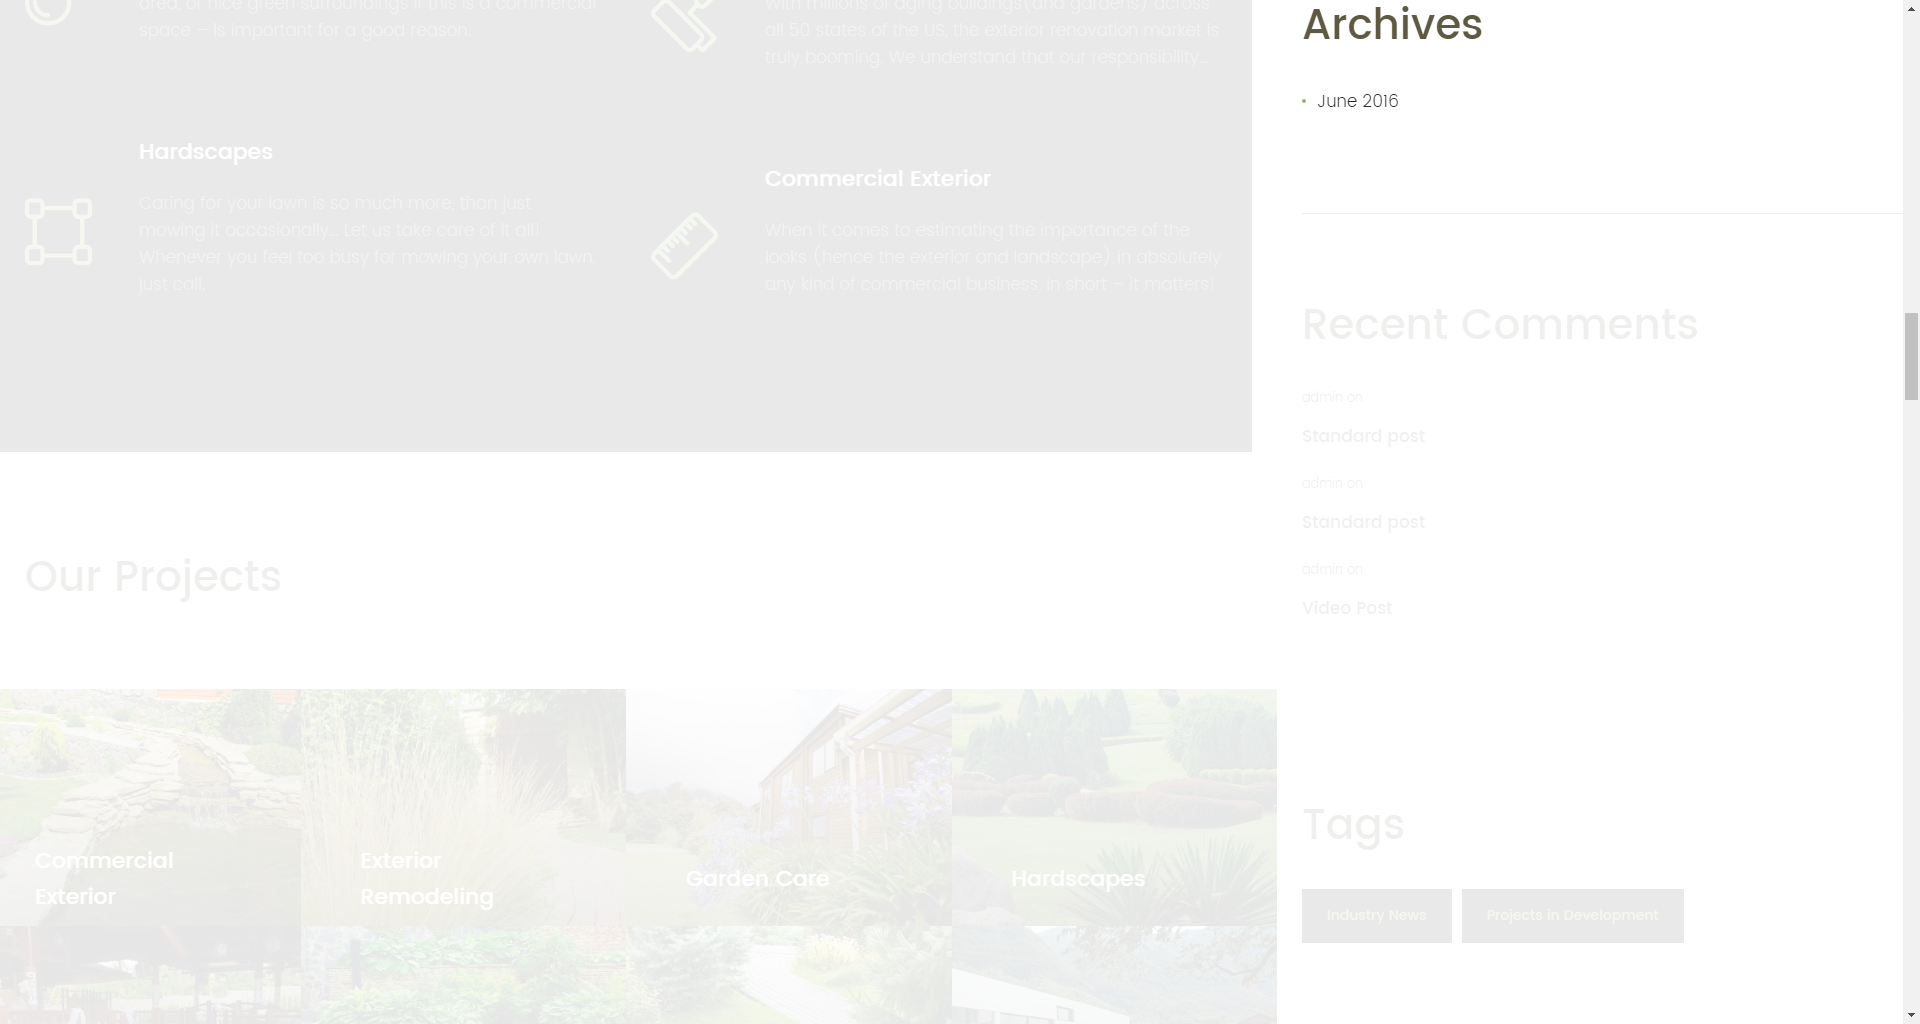 area, or nice green surroundings if this is a commercial
space – is important for a good reason.
With millions of aging buildings(and gardens) across
all 50 states of the US, the exterior renovation market is
truly booming. We understand that our responsibility...
Hardscapes
Caring for your lawn is so much more, than just
mowing it occasionally... Let us take care of it all!
Whenever you feel too busy for mowing your own lawn,
just call...
Commercial Exterior
When it comes to estimating the importance of the
looks (hence the exterior and landscape) in absolutely
any kind of commercial business, in short – it matters!
Our Projects
Commercial
Exterior
Exterior
Remodeling
Garden Care
Hardscapes
Archives
June 2016
Recent Comments
admin on
Standard post
admin on
Standard post
admin on
Video Post
Tags
Industry News
Projects in Development